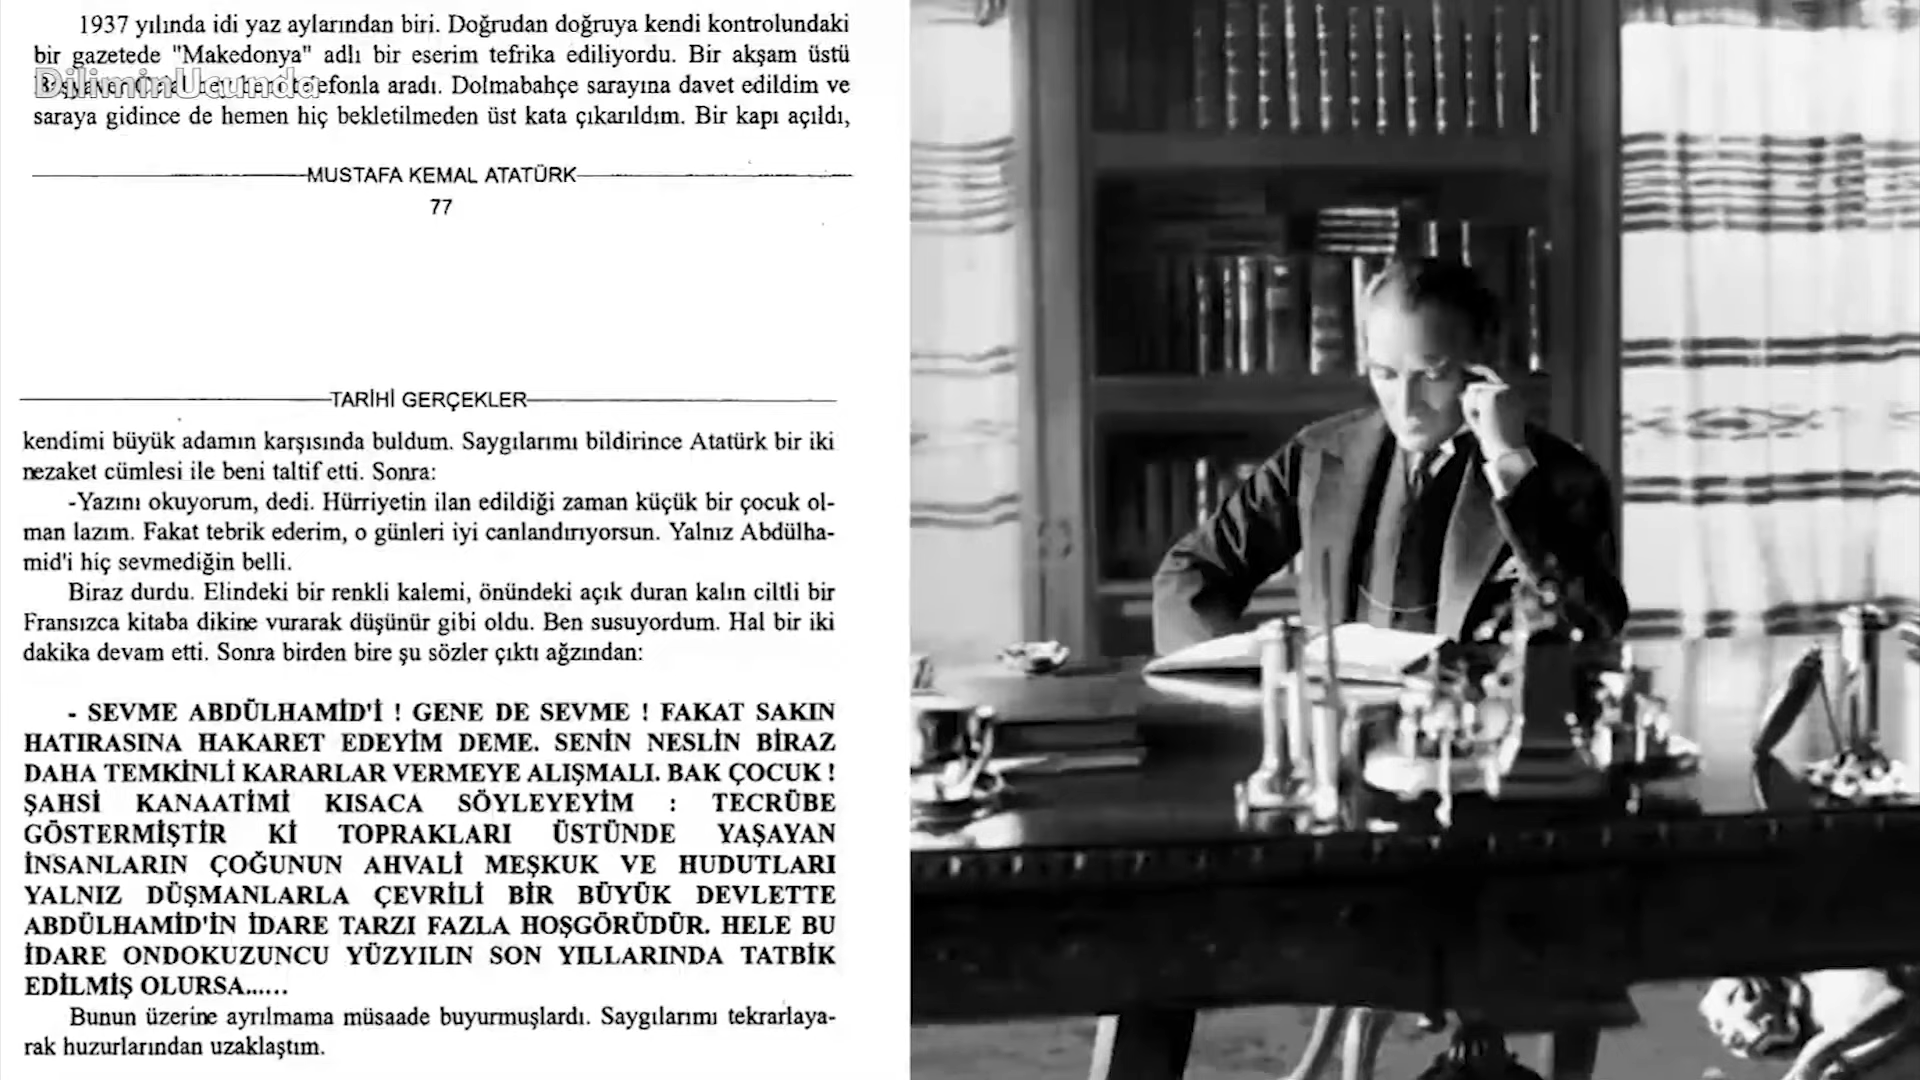 1937 yılında idi yaz aylarından biri. Doğrudan doğruya kendi kontrolundaki
bir gazetede "Makedonya" adlı bir eserim tefrika ediliyordu. Bir akşam üstü
DiliminUcunda
telefonla aradı. Dolmabahçe sarayına davet edildim ve
saraya gidince de hemen hiç bekletilmeden üst kata çıkarıldım. Bir kapı açıldı,
MUSTAFA KEMAL ATATÜRK
77
TARİHİ GERÇEKLER
kendimi büyük adamın karşısında buldum. Saygılarımı bildirince Atatürk bir iki
nezaket cümlesi ile beni taltif etti. Sonra:
-Yazını okuyorum, dedi. Hürriyetin ilan edildiği zaman küçük bir çocuk ol-
man lazım. Fakat tebrik ederim, o günleri iyi canlandırıyorsun. Yalnız Abdülha-
mid'i hiç sevmediğin belli.
Biraz durdu. Elindeki bir renkli kalemi, önündeki açık duran kalın ciltli bir
Fransızca kitaba dikine vurarak düşünür gibi oldu. Ben susuyordum. Hal bir iki
dakika devam etti. Sonra birden bire şu sözler çıktı ağzından:
- SEVME ABDÜLHAMİD'İ ! GENE DE SEVME ! FAKAT SAKIN
HATIRASINA HAKARET EDEYİM DEME. SENİN NESLİN BİRAZ
DAHA TEMKİNLİ KARARLAR VERMEYE ALIŞMALI. BAK ÇOCUK !
ŞAHSİ KANAATİMİ KISACA SÖYLEYEYİM : TECRÜBE
GÖSTERMİŞTİR Kİ TOPRAKLARI ÜSTÜNDE YAŞAYAN
İNSANLARIN ÇOĞUNUN AHVALİ MEŞKUK VE HUDUTLARI
YALNIZ DÜŞMANLARLA ÇEVRİLİ BİR BÜYÜK DEVLETTE
ABDÜLHAMİD'İN İDARE TARZI FAZLA HOŞGÖRÜDÜR. HELE BU
İDARE ONDOKUZUNCU YÜZYILIN SON YILLARINDA TATBİK
EDİLMİŞ OLURSA......
Bunun üzerine ayrılmama müsaade buyurmuşlardı. Saygılarımı tekrarlaya-
rak huzurlarından uzaklaştım.